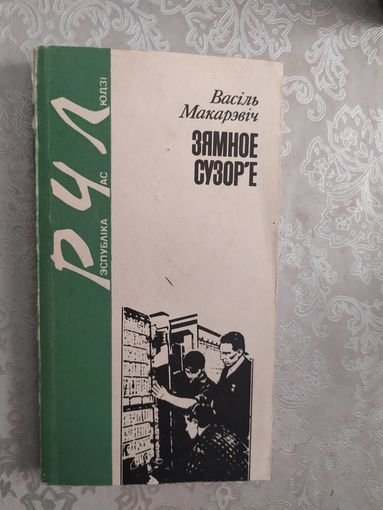 Васіль
Макарэвіч
ЗЯМНОЕ
СУЗОР'Е
РЭСПУБЛІКА
ЧАС
ЛЮДЗІ